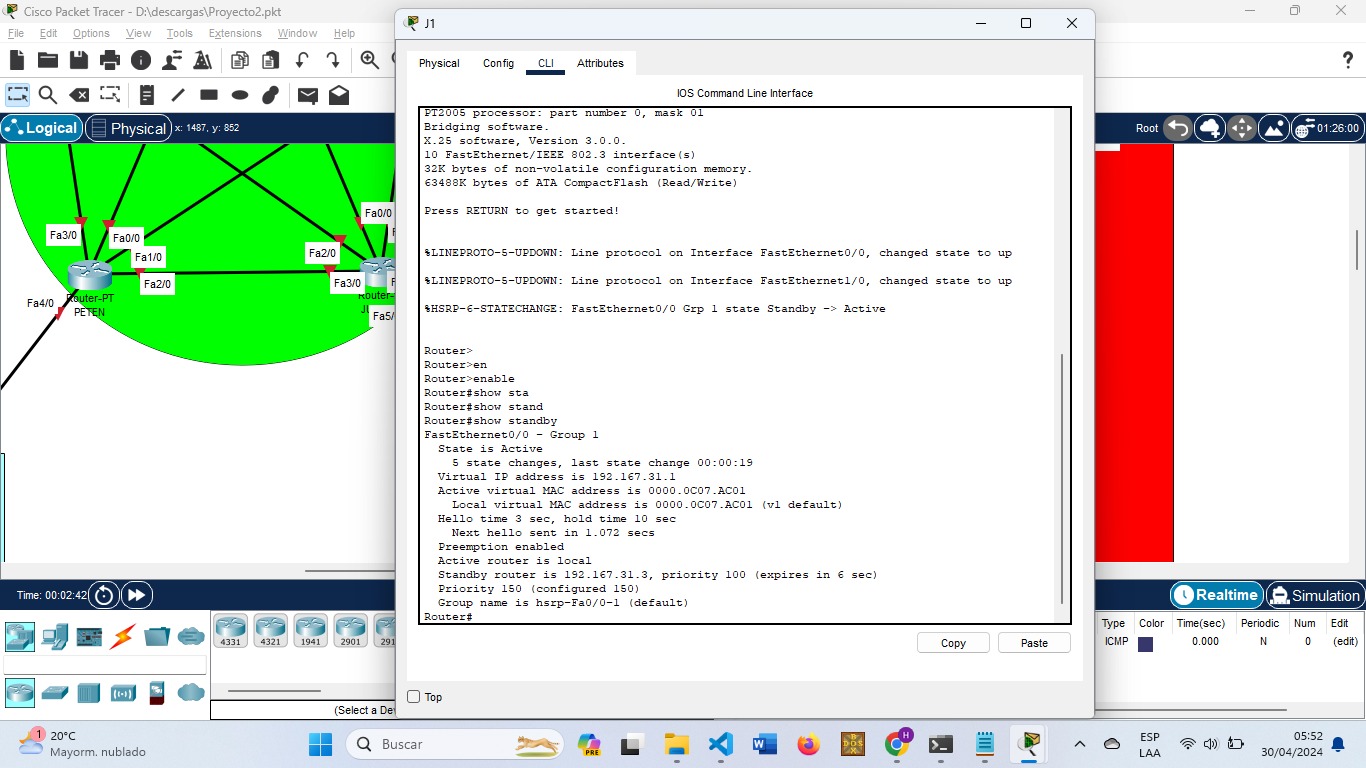 Cisco Packet Tracer - D:\descargas\Proyecto2.pkt
File Edit Options View Tools Extensions Window Help
Logical Physical x: 1487, y: 852
Root 01:26:00
Fa3/0
Fa0/0
Fa1/0
Fa2/0
Fa4/0
Router-PT
PETEN
Fa0/0
Fa2/0
Fa3/0
Router-
Fa5/
J1
Physical Config CLI Attributes
IOS Command Line Interface
PT2005 processor: part number 0, mask 01
Bridging software.
X.25 software, Version 3.0.0.
10 FastEthernet/IEEE 802.3 interface(s)
32K bytes of non-volatile configuration memory.
63488K bytes of ATA CompactFlash (Read/Write)
Press RETURN to get started!
%LINEPROTO-5-UPDOWN: Line protocol on Interface FastEthernet0/0, changed state to up
%LINEPROTO-5-UPDOWN: Line protocol on Interface FastEthernet1/0, changed state to up
%HSRP-6-STATECHANGE: FastEthernet0/0 Grp 1 state Standby -> Active
Router>
Router>en
Router>enable
Router#show sta
Router#show stand
Router#show standby
FastEthernet0/0 - Group 1
State is Active
5 state changes, last state change 00:00:19
Virtual IP address is 192.167.31.1
Active virtual MAC address is 0000.0C07.AC01
Local virtual MAC address is 0000.0C07.AC01 (v1 default)
Hello time 3 sec, hold time 10 sec
Next hello sent in 1.072 secs
Preemption enabled
Active router is local
Standby router is 192.167.31.3, priority 100 (expires in 6 sec)
Priority 150 (configured 150)
Group name is hsrp-Fa0/0-1 (default)
Router#
Copy Paste
Top
Time: 00:02:42
Realtime Simulation
4331 4321 1941 2901 291
(Select a De
Type Color Time(sec) Periodic Num Edit
ICMP 0.000 N 0 (edit)
1
20°C
Mayorm. nublado
Buscar
PRE
DOS
H
ESP
LAA
05:52
30/04/2024